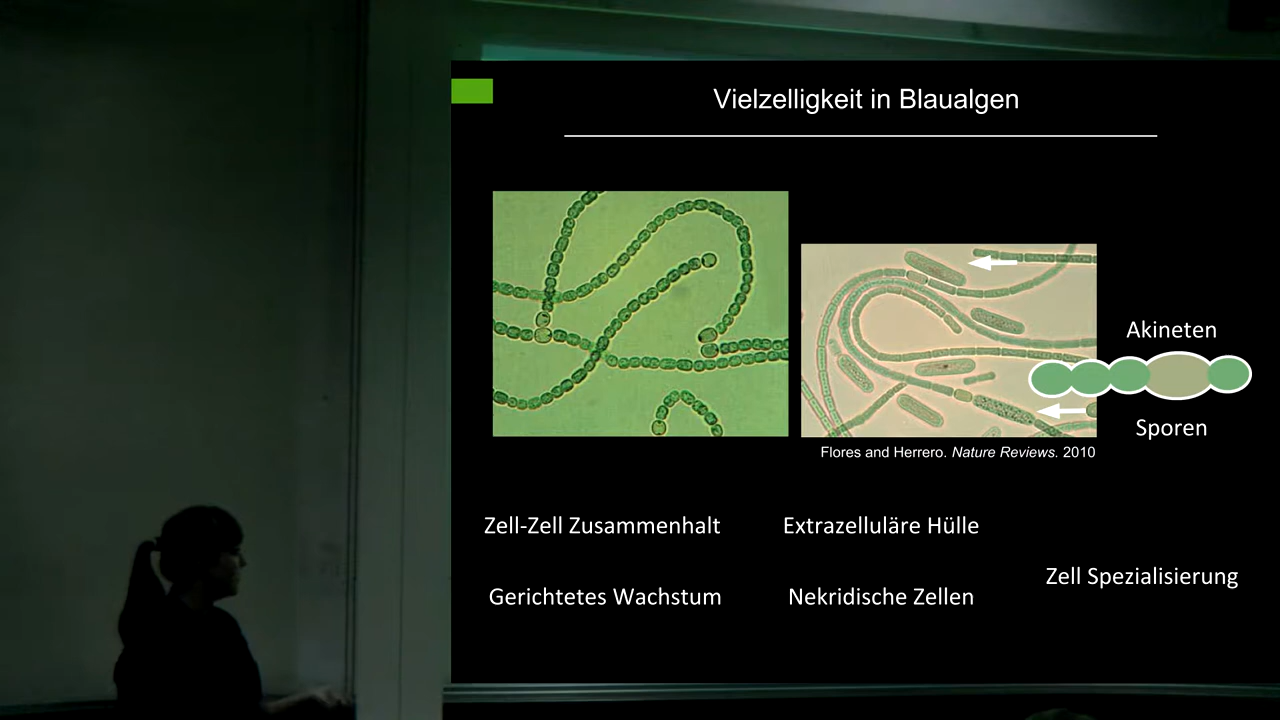 Vielzelligkeit in Blaualgen
Akineten
Sporen
Flores and Herrero. Nature Reviews. 2010
Zell-Zell Zusammenhalt
Extrazelluläre Hülle
Zell Spezialisierung
Gerichtetes Wachstum
Nekridische Zellen